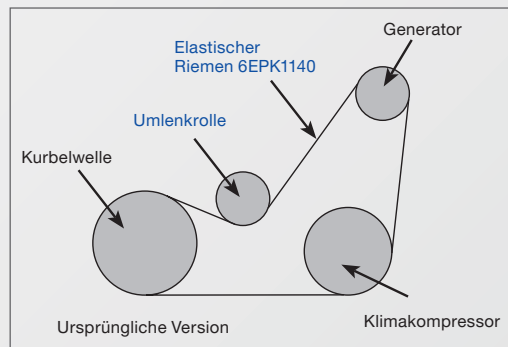 Generator
Elastischer
Riemen 6EPK1140
Umlenkrolle
Kurbelwelle
Ursprüngliche Version
Klimakompressor